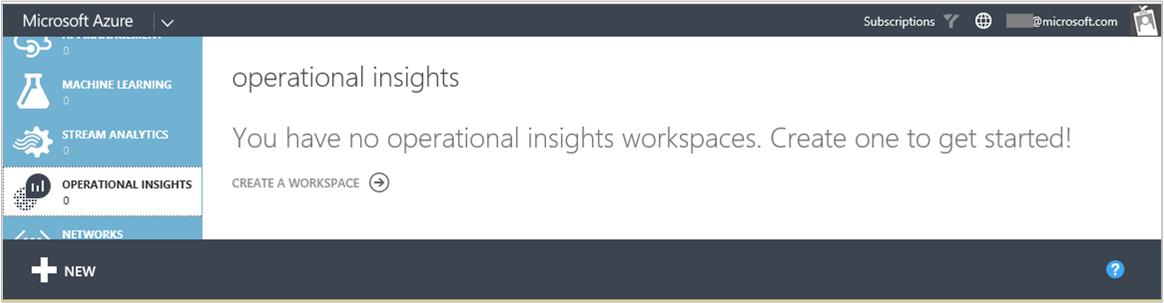 Microsoft Azure
Subscriptions
@microsoft.com
0
MACHINE LEARNING
0
STREAM ANALYTICS
0
OPERATIONAL INSIGHTS
0
NETWORKS
operational insights
You have no operational insights workspaces. Create one to get started!
CREATE A WORKSPACE
NEW
?